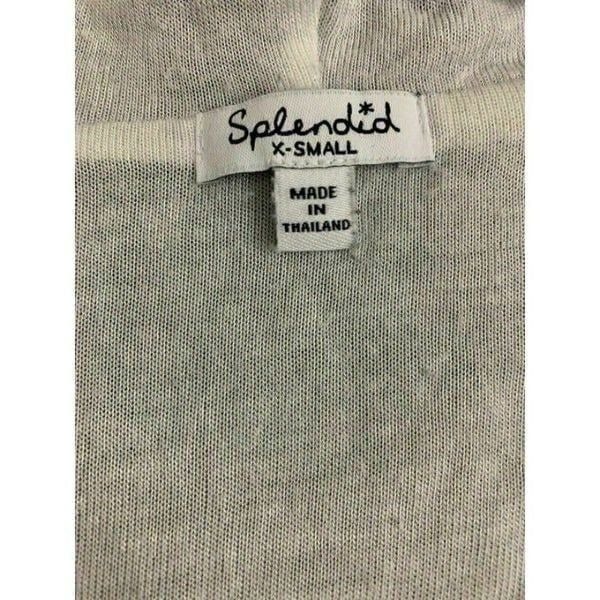 Splendid
X-SMALL
MADE
IN
THAILAND